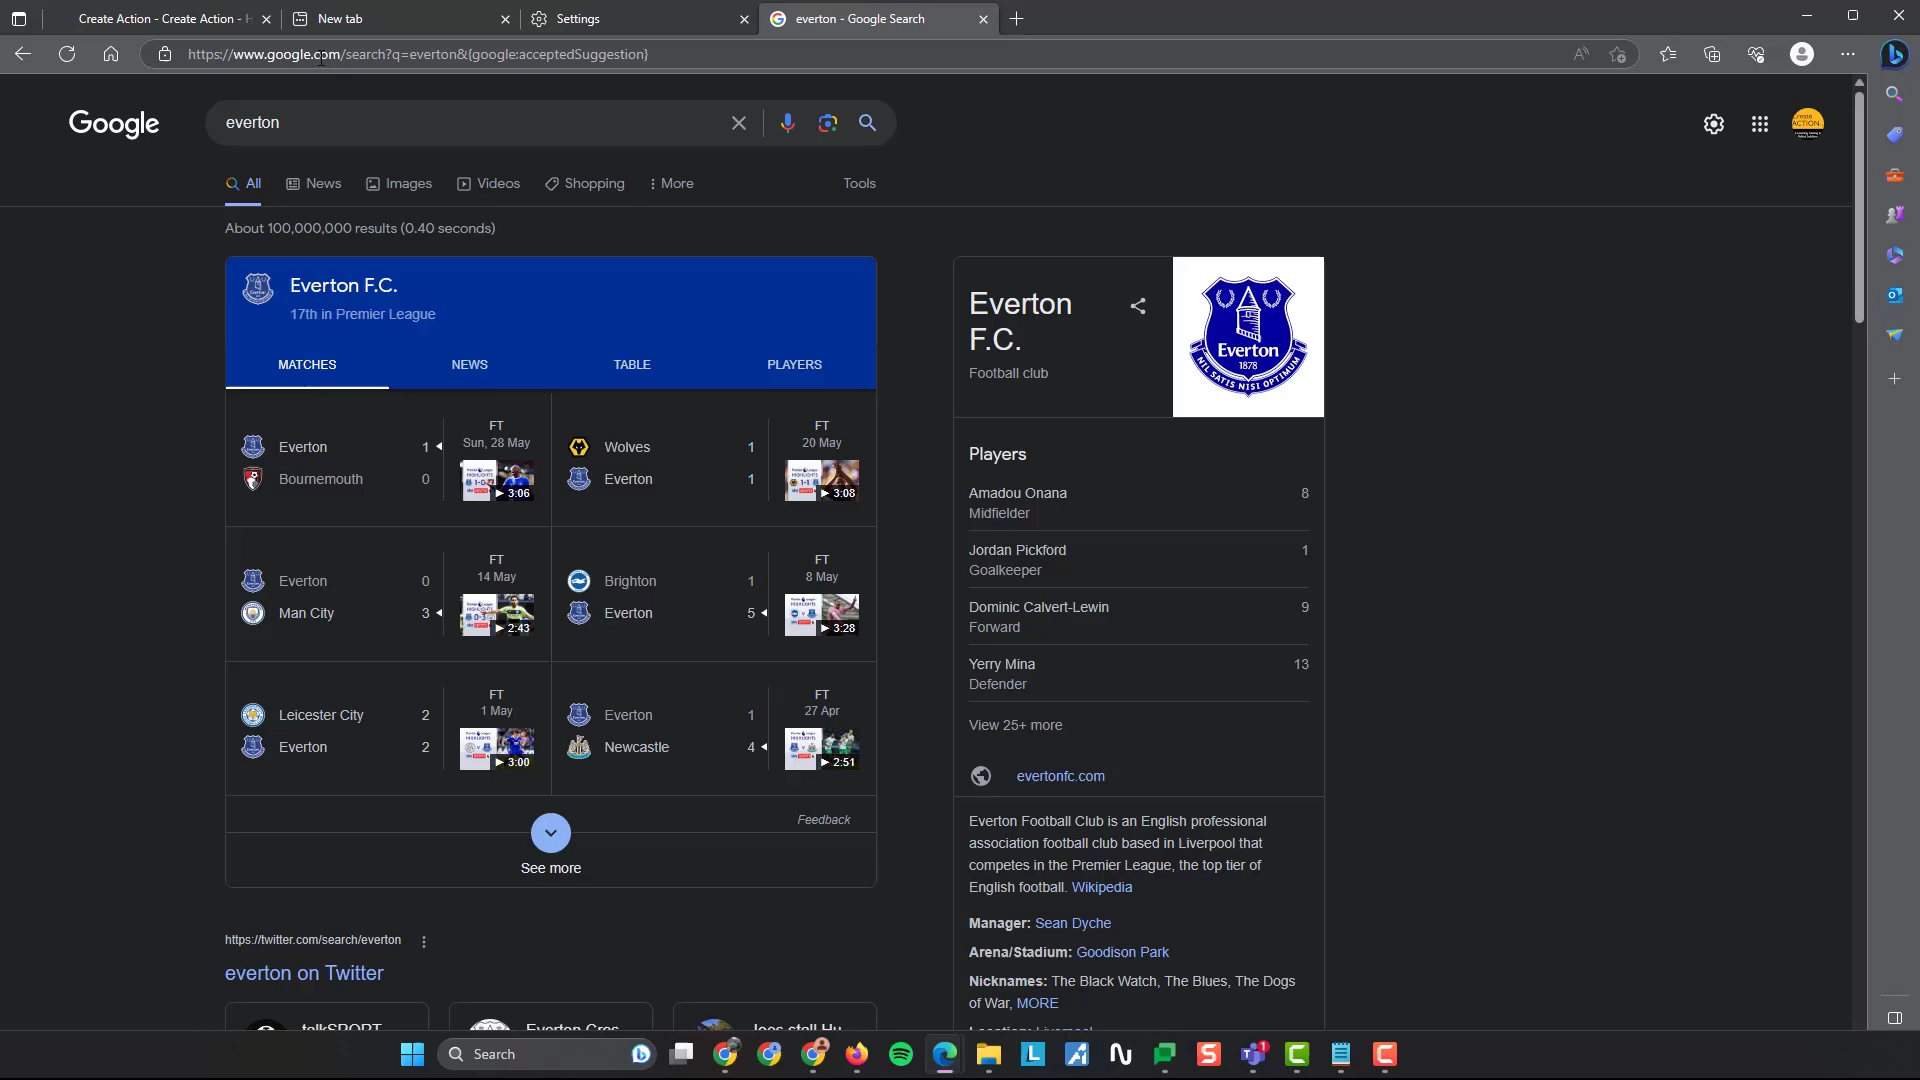 Create Action - Create Action - H
New tab
Settings
everton - Google Search
https://www.google.com/search?q=everton&{google:acceptedSuggestion}
Google
everton
All
News
Images
Videos
Shopping
More
Tools
About 100,000,000 results (0.40 seconds)
Everton F.C.
17th in Premier League
MATCHES
NEWS
TABLE
PLAYERS
Everton 1
Bournemouth 0
FT
Sun, 28 May
3:06
Wolves 1
Everton 1
FT
20 May
3:08
Everton 0
Man City 3
FT
14 May
2:43
Brighton 1
Everton 5
FT
8 May
3:28
Leicester City 2
Everton 2
FT
1 May
3:00
Everton 1
Newcastle 4
FT
27 Apr
2:51
Feedback
See more
https://twitter.com/search/everton
everton on Twitter
talkSPORT
Everton F.C.
Football club
Everton
1878
NIL SATIS NISI OPTIMUM
Players
Amadou Onana 8
Midfielder
Jordan Pickford 1
Goalkeeper
Dominic Calvert-Lewin 9
Forward
Yerry Mina 13
Defender
View 25+ more
evertonfc.com
Everton Football Club is an English professional
association football club based in Liverpool that
competes in the Premier League, the top tier of
English football. Wikipedia
Manager: Sean Dyche
Arena/Stadium: Goodison Park
Nicknames: The Black Watch, The Blues, The Dogs
of War, MORE
Location: Liverpool
Search